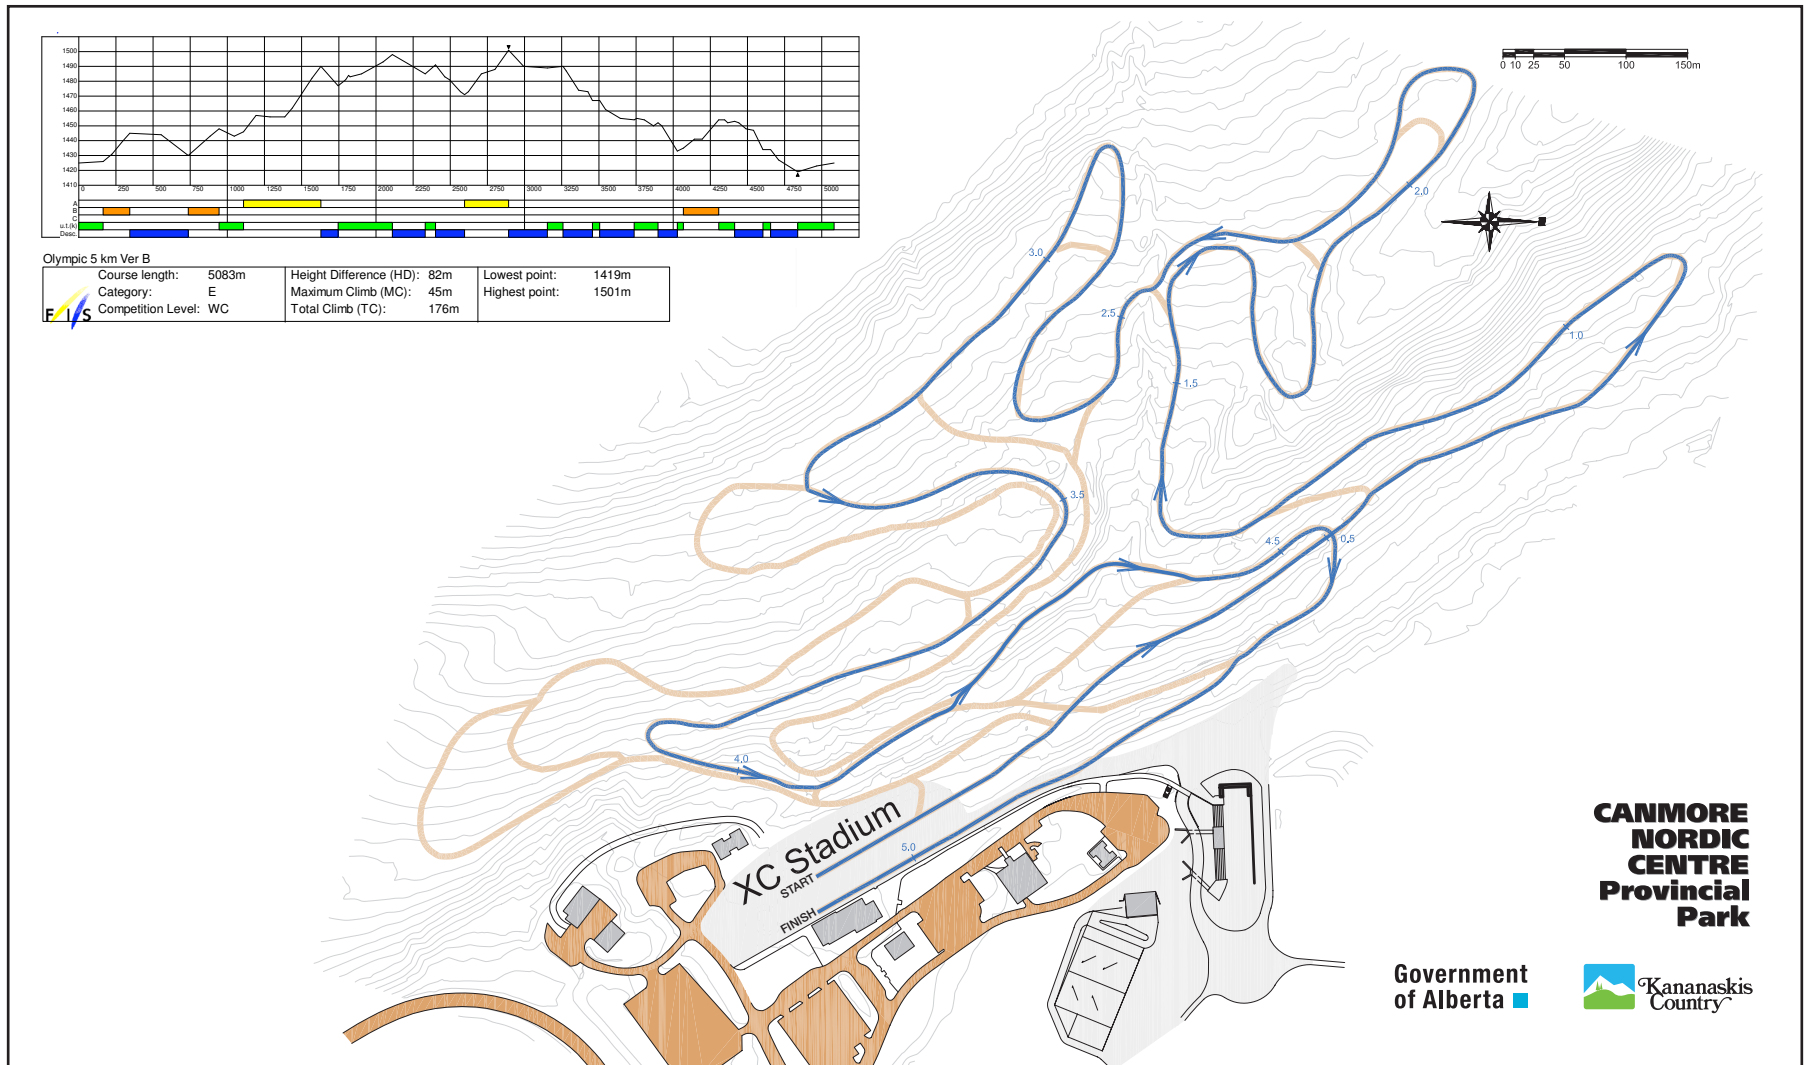 1500
1490
1480
1470
1460
1450
1440
1430
1420
1410
0 250 500 750 1000 1250 1500 1750 2000 2250 2500 2750 3000 3250 3500 3750 4000 4250 4500 4750 5000
A
B
C
u.t.(k)
Desc.
Olympic 5 km Ver B
Course length: 5083m Height Difference (HD): 82m Lowest point: 1419m
Category: E Maximum Climb (MC): 45m Highest point: 1501m
Competition Level: WC Total Climb (TC): 176m
F I S
0 10 25 50 100 150m
2.0
3.0
2.5
1.0
1.5
3.5
4.5 0.5
4.0
5.0
XC Stadium
START
FINISH
CANMORE
NORDIC
CENTRE
Provincial
Park
Government
of Alberta
Kananaskis
Country